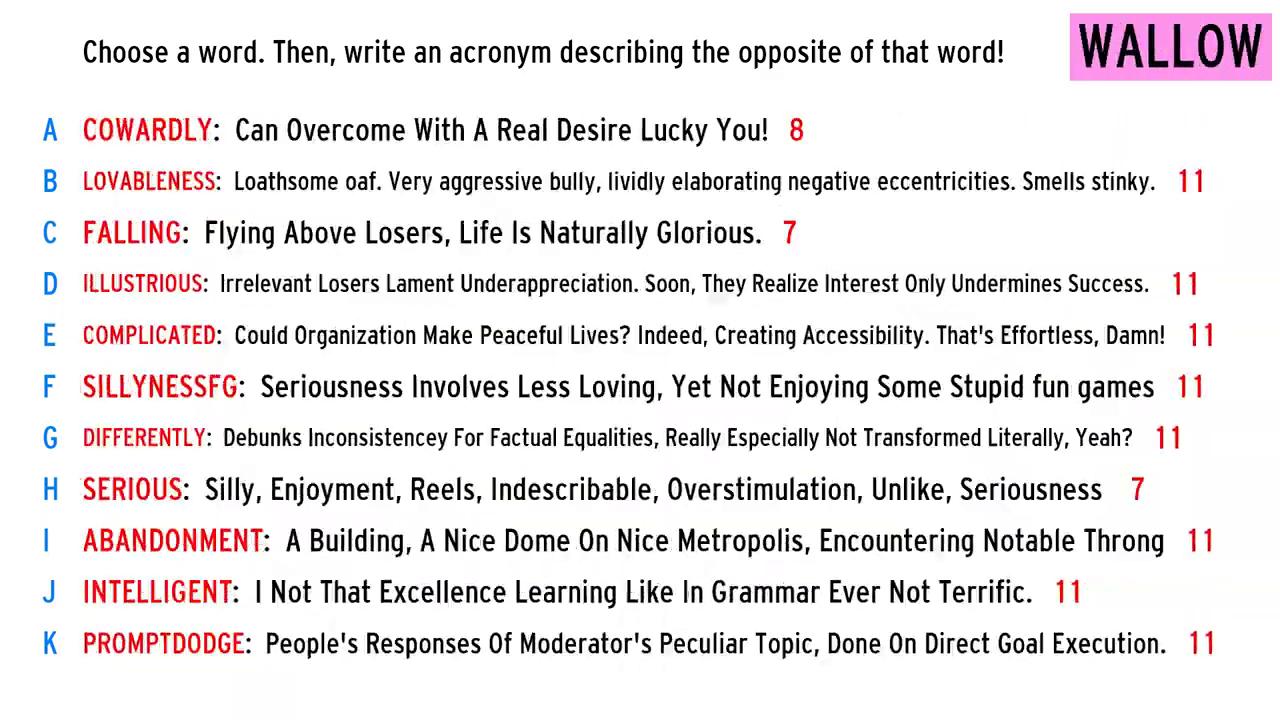 Choose a word. Then, write an acronym describing the opposite of that word!
WALLOW
A COWARDLY: Can Overcome With A Real Desire Lucky You! 8
B LOVABLENESS: Loathsome oaf. Very aggressive bully, lividly elaborating negative eccentricities. Smells stinky. 11
C FALLING: Flying Above Losers, Life Is Naturally Glorious. 7
D ILLUSTRIOUS: Irrelevant Losers Lament Underappreciation. Soon, They Realize Interest Only Undermines Success. 11
E COMPLICATED: Could Organization Make Peaceful Lives? Indeed, Creating Accessibility. That's Effortless, Damn! 11
F SILLYNESSFG: Seriousness Involves Less Loving, Yet Not Enjoying Some Stupid fun games 11
G DIFFERENTLY: Debunks Inconsistencey For Factual Equalities, Really Especially Not Transformed Literally, Yeah? 11
H SERIOUS: Silly, Enjoyment, Reels, Indescribable, Overstimulation, Unlike, Seriousness 7
I ABANDONMENT: A Building, A Nice Dome On Nice Metropolis, Encountering Notable Throng 11
J INTELLIGENT: I Not That Excellence Learning Like In Grammar Ever Not Terrific. 11
K PROMPTDODGE: People's Responses Of Moderator's Peculiar Topic, Done On Direct Goal Execution. 11